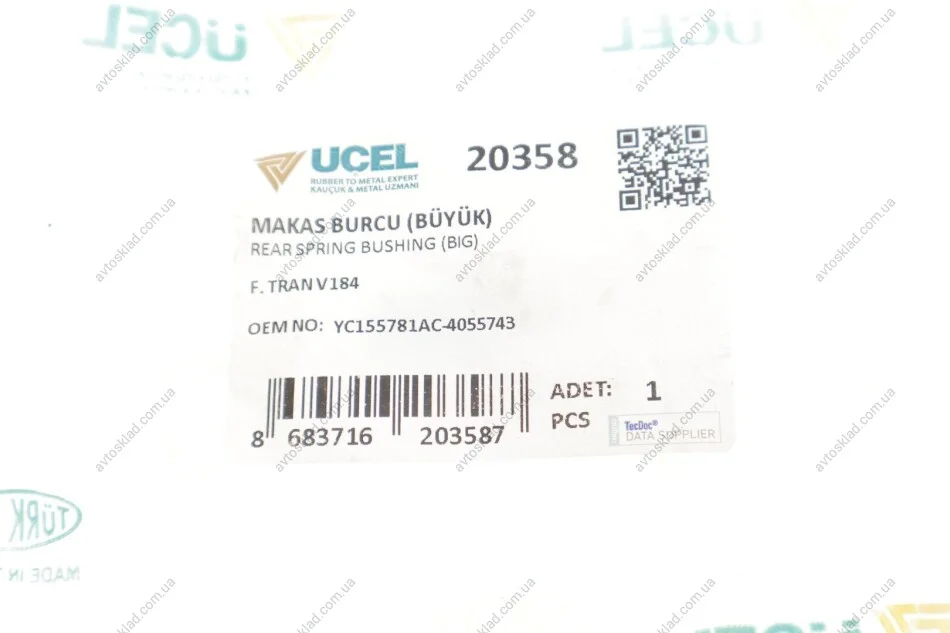 UCEL
UCEL
UCEL
20358
RUBBER TO METAL EXPERT
KAUÇUK & METAL UZMANI
MAKAS BURCU (BÜYÜK)
REAR SPRING BUSHING (BIG)
F. TRAN V184
OEM NO: YC155781AC-4055743
ADET: 1
PCS
8 683716 203587
TecDoc®
DATA SUPPLIER
TÜRK
MADE IN
UCEL
avtosklad.com.ua